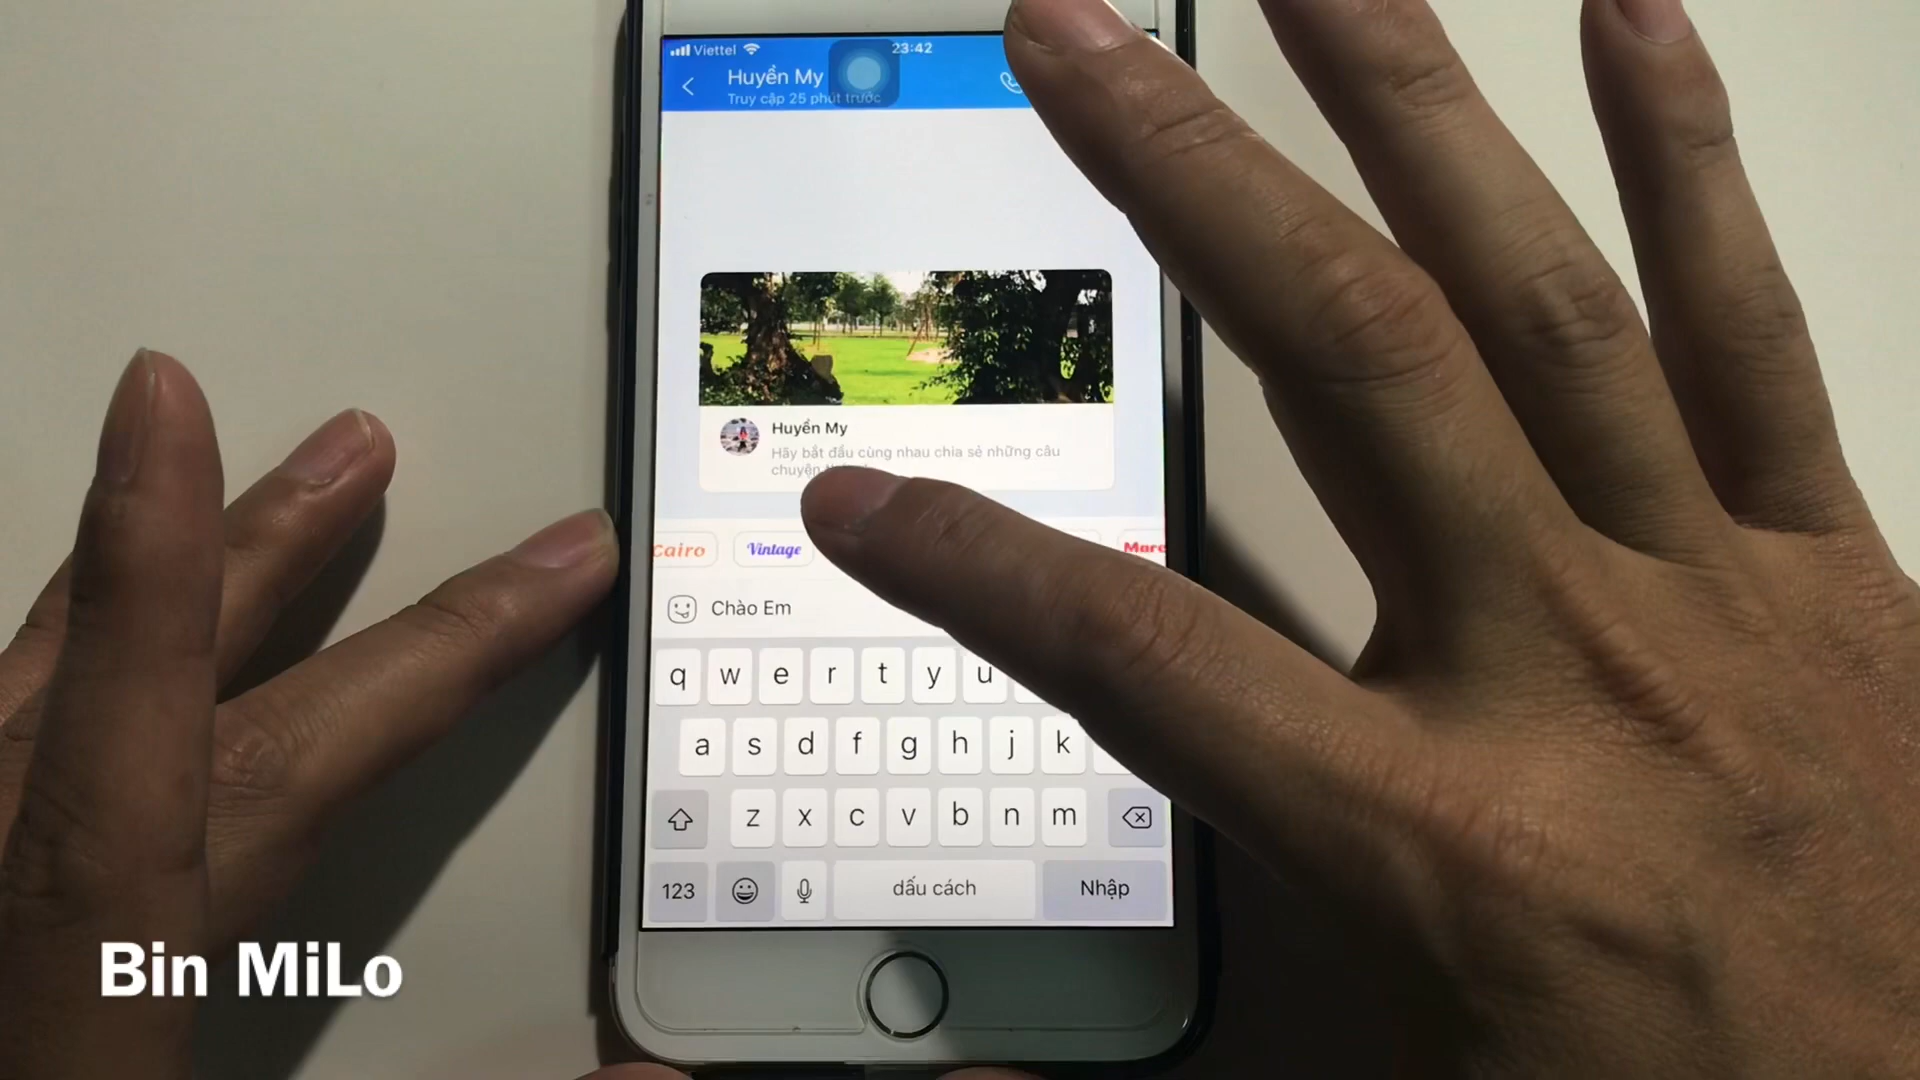 Viettel 23:42
Huyền My
Truy cập 25 phút trước
Huyền My
Hãy bắt đầu cùng nhau chia sẻ những câu
chuyện
Cairo Vintage
Chào Em
q w e r t y u
a s d f g h j k
z x c v b n m
123 dấu cách Nhập
Bin MiLo